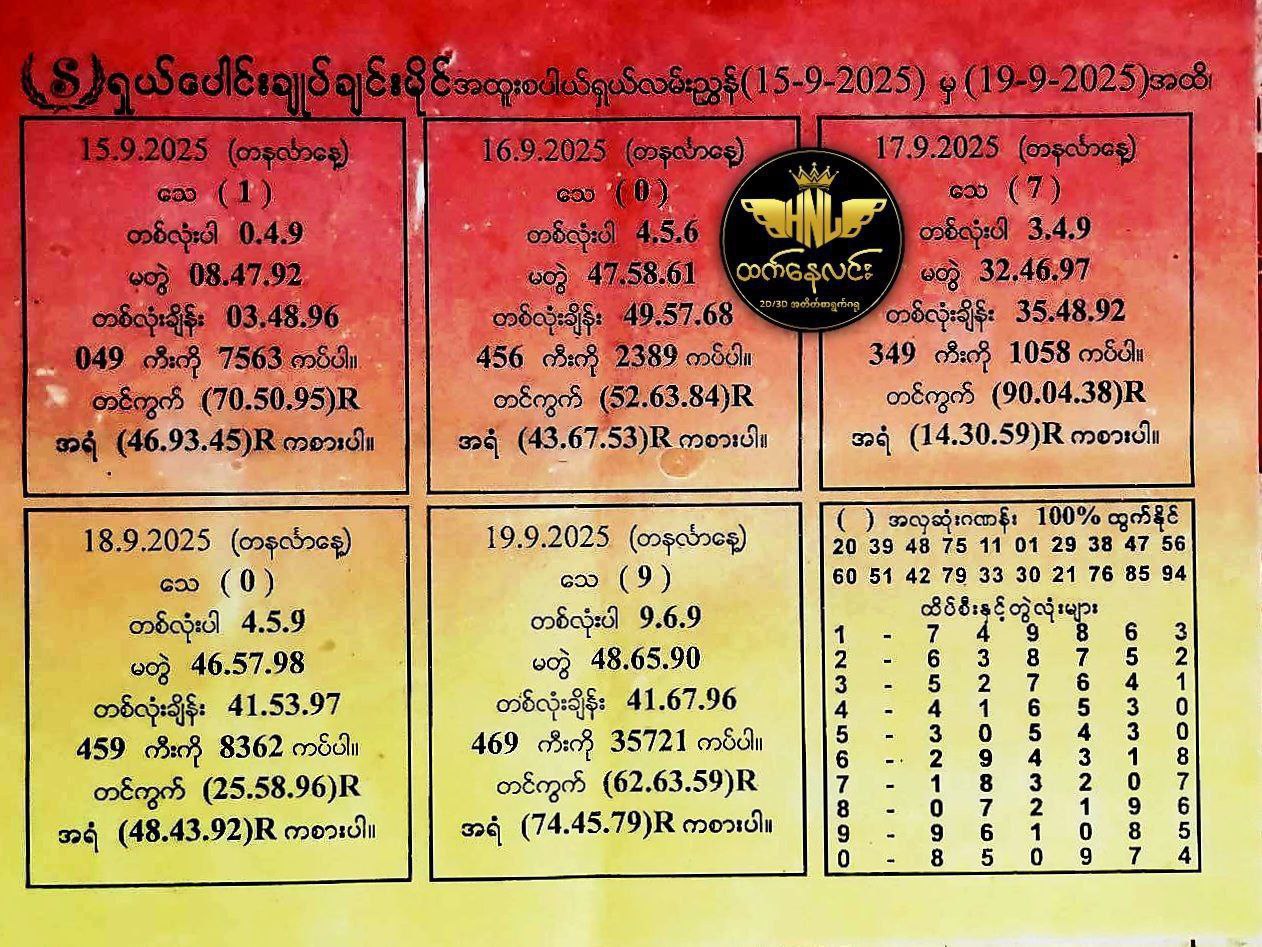 (S) ရှယ်ပေါင်းချုပ်ချင်းမိုင် အထူးစပါယ်ရှယ်လမ်းညွှန် (15-9-2025) မှ (19-9-2025) အထိ၊
15.9.2025 (တနင်္လာနေ့)
သေ (1)
တစ်လုံးပါ 0.4.9
မတွဲ 08.47.92
တစ်လုံးချိန်း 03.48.96
049 ကီးကို 7563 ကပ်ပါ။
တင်ကွက် (70.50.95)R
အရံ (46.93.45)R ကစားပါ။
16.9.2025 (တနင်္လာနေ့)
သေ (0)
တစ်လုံးပါ 4.5.6
မတွဲ 47.58.61
တစ်လုံးချိန်း 49.57.68
456 ကီးကို 2389 ကပ်ပါ။
တင်ကွက် (52.63.84)R
အရံ (43.67.53)R ကစားပါ။
HNL
ထက်နေလင်း
2D/3D အတိတ်စာရွက်ဂရု
17.9.2025 (တနင်္လာနေ့)
သေ (7)
တစ်လုံးပါ 3.4.9
မတွဲ 32.46.97
တစ်လုံးချိန်း 35.48.92
349 ကီးကို 1058 ကပ်ပါ။
တင်ကွက် (90.04.38)R
အရံ (14.30.59)R ကစားပါ။
18.9.2025 (တနင်္လာနေ့)
သေ (0)
တစ်လုံးပါ 4.5.9
မတွဲ 46.57.98
တစ်လုံးချိန်း 41.53.97
459 ကီးကို 8362 ကပ်ပါ။
တင်ကွက် (25.58.96)R
အရံ (48.43.92)R ကစားပါ။
19.9.2025 (တနင်္လာနေ့)
သေ (9)
တစ်လုံးပါ 9.6.9
မတွဲ 48.65.90
တစ်လုံးချိန်း 41.67.96
469 ကီးကို 35721 ကပ်ပါ။
တင်ကွက် (62.63.59)R
အရံ (74.45.79)R ကစားပါ။
( ) အလှဆုံးဂဏန်း 100% ထွက်နိုင်
20 39 48 75 11 01 29 38 47 56
60 51 42 79 33 30 21 76 85 94
ထိပ်စီးနှင့်တွဲလုံးများ
1 - 7 4 9 8 6 3
2 - 6 3 8 7 5 2
3 - 5 2 7 6 4 1
4 - 4 1 6 5 3 0
5 - 3 0 5 4 3 0
6 - 2 9 4 3 1 8
7 - 1 8 3 2 0 7
8 - 0 7 2 1 9 6
9 - 9 6 1 0 8 5
0 - 8 5 0 9 7 4